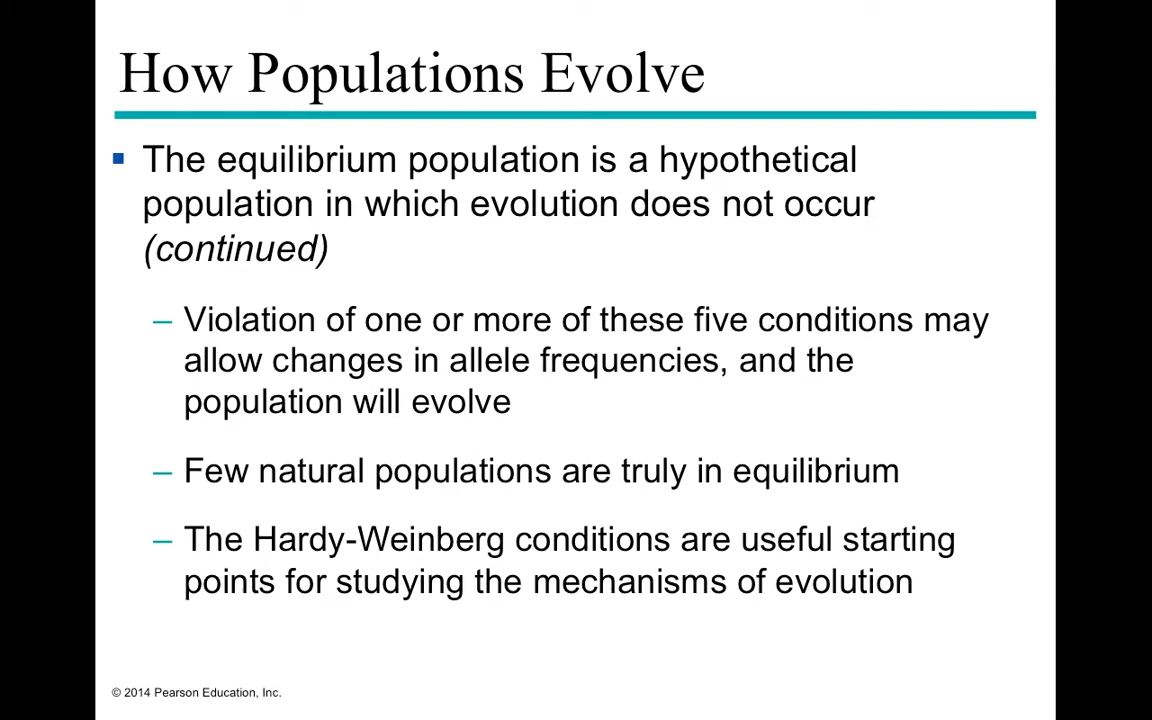 How Populations Evolve
▪ The equilibrium population is a hypothetical
population in which evolution does not occur
(continued)
– Violation of one or more of these five conditions may
allow changes in allele frequencies, and the
population will evolve
– Few natural populations are truly in equilibrium
– The Hardy-Weinberg conditions are useful starting
points for studying the mechanisms of evolution
© 2014 Pearson Education, Inc.